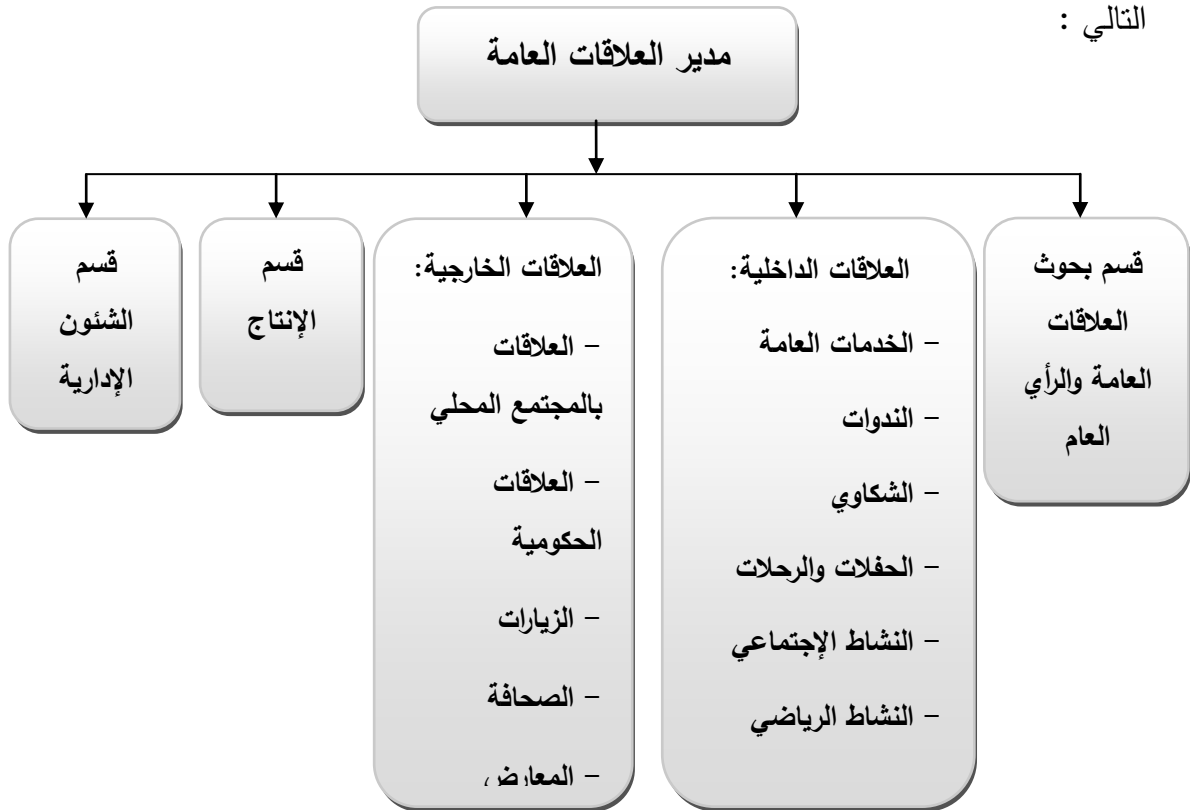 التالي :
مدير العلاقات العامة
قسم بحوث
العلاقات
العامة والرأي
العام
العلاقات الداخلية:
- الخدمات العامة
- الندوات
- الشكاوي
- الحفلات والرحلات
- النشاط الإجتماعي
- النشاط الرياضي
العلاقات الخارجية:
- العلاقات
بالمجتمع المحلي
- العلاقات
الحكومية
- الزيارات
- الصحافة
- المعارض
قسم
الإنتاج
قسم
الشئون
الإدارية